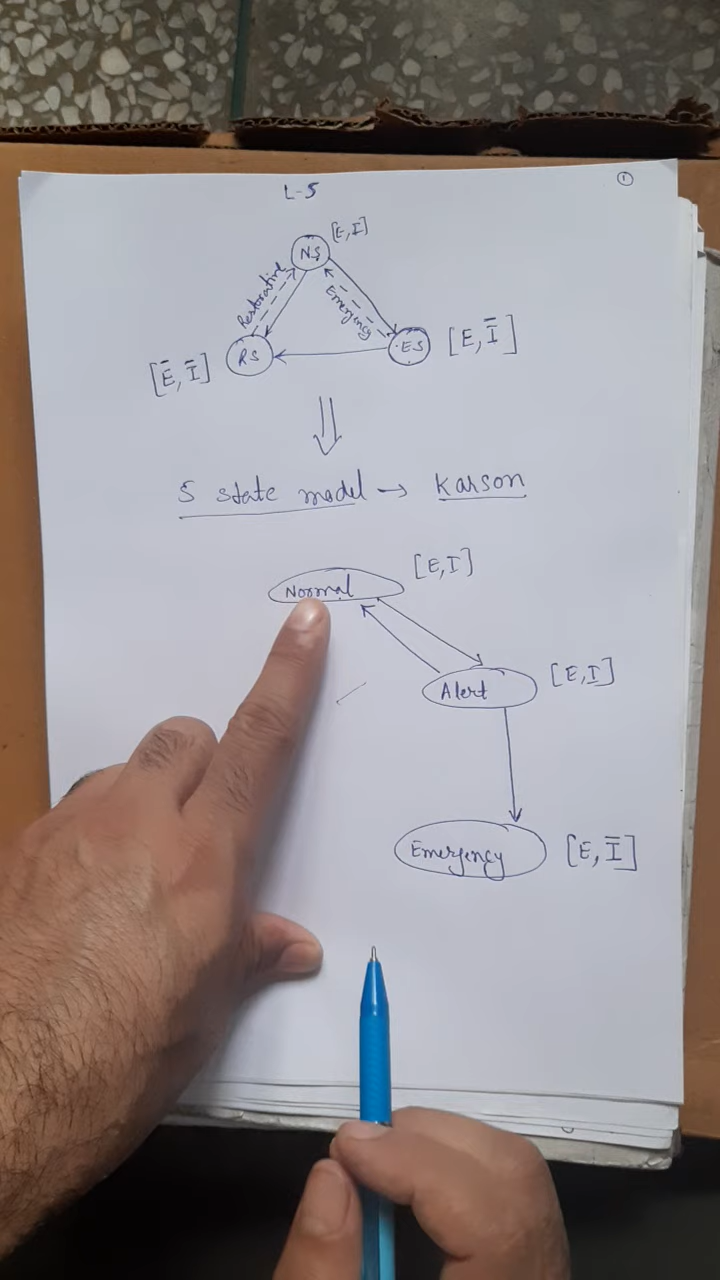 L-5
①
[E,I]
NS
Restorative
Emergency
RS
ES
[E,Ī]
[Ē,Ī]
5 state model → Karson
Normal
[E,I]
Alert
[E,I]
Emergency
[E,Ī]